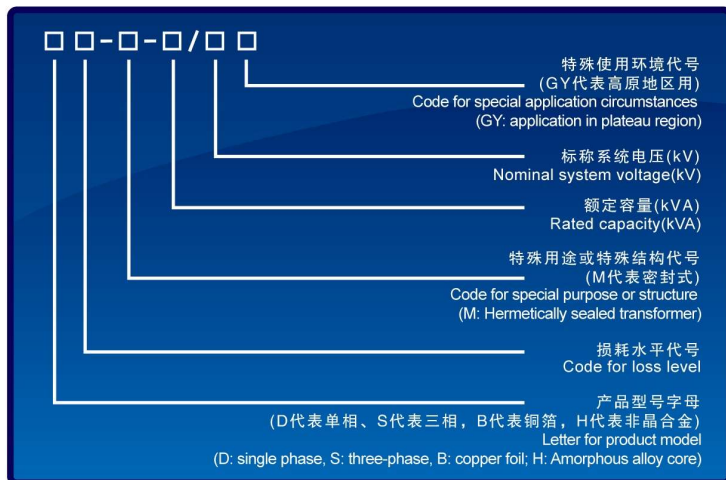 □□-□-□/□□
特殊使用环境代号
(GY代表高原地区用)
Code for special application circumstances
(GY: application in plateau region)
标称系统电压(kV)
Nominal system voltage(kV)
额定容量(kVA)
Rated capacity(kVA)
特殊用途或特殊结构代号
(M代表密封式)
Code for special purpose or structure
(M: Hermetically sealed transformer)
损耗水平代号
Code for loss level
产品型号字母
(D代表单相、S代表三相，B代表铜箔，H代表非晶合金)
Letter for product model
(D: single phase, S: three-phase, B: copper foil; H: Amorphous alloy core)